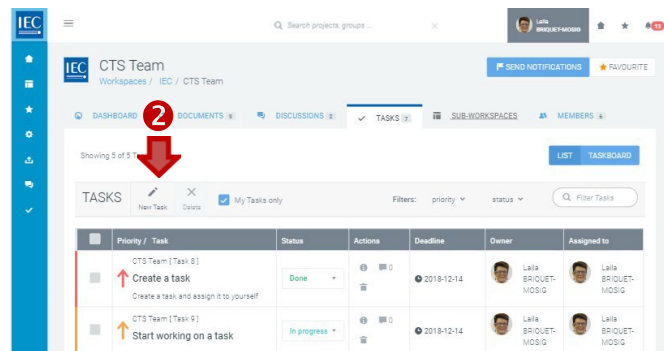 IEC
Search projects, groups ...
Laila
BRIQUET-MOSIG
13
IEC
CTS Team
Workspaces / IEC / CTS Team
SEND NOTIFICATIONS
FAVOURITE
DASHBOARD
2
DOCUMENTS
DISCUSSIONS 2
TASKS 7
SUB-WORKSPACES
MEMBERS 6
Showing 5 of 5 T
LIST
TASKBOARD
TASKS
New Task
Delete
My Tasks only
Filters:
priority
status
Filter Tasks
Priority / Task
Status
Actions
Deadline
Owner
Assigned to
CTS Team [ Task 8 ]
Create a task
Create a task and assign it to yourself
Done
0
2018-12-14
Laila
BRIQUET-
MOSIG
Laila
BRIQUET-
MOSIG
CTS Team [ Task 9 ]
Start working on a task
In progress
0
2018-12-14
Laila
BRIQUET-
MOSIG
Laila
BRIQUET-
MOSIG